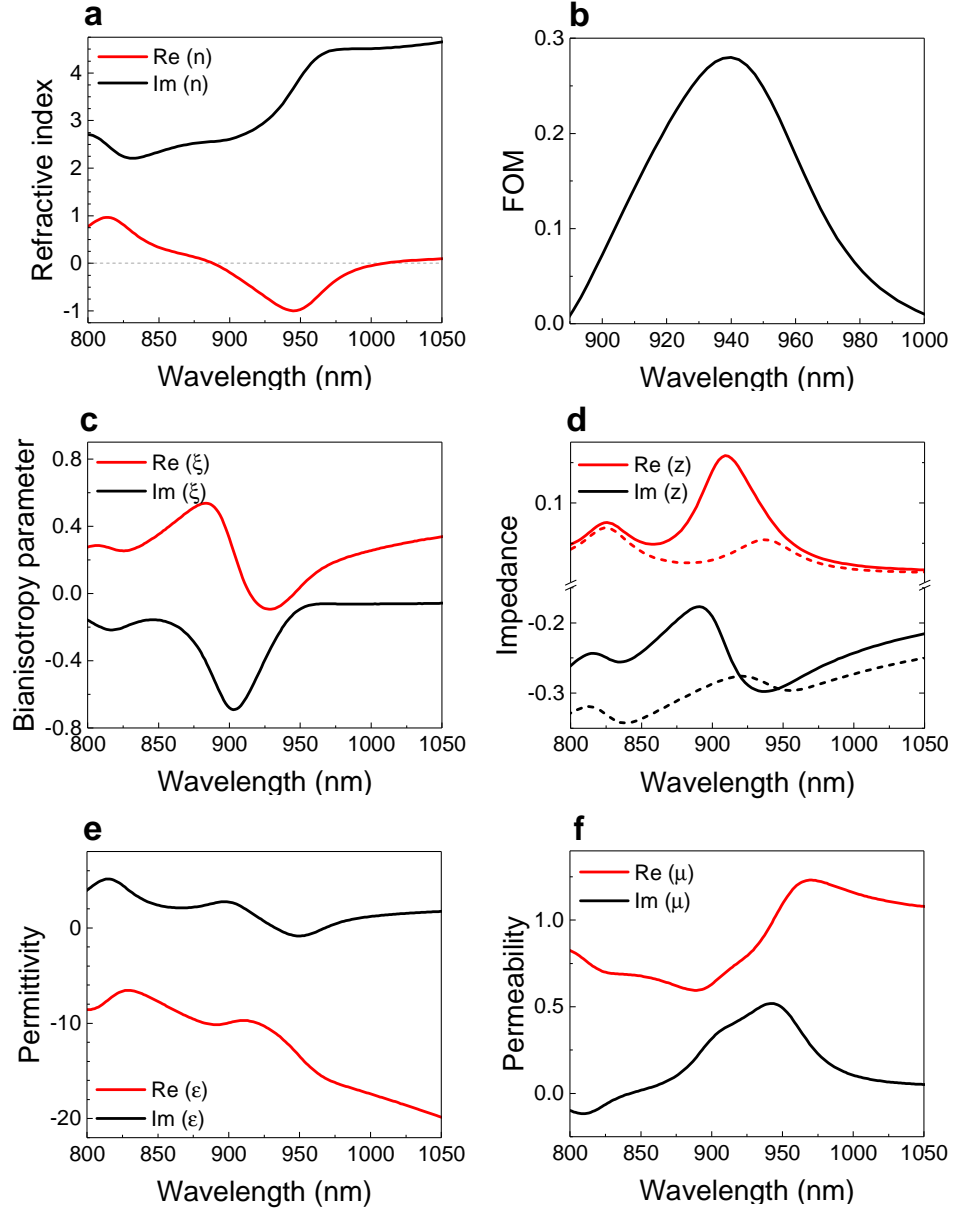 a
Re (n)
Im (n)
4
3
2
1
0
-1
800 850 900 950 1000 1050
Refractive index
Wavelength (nm)
b
0.3
0.2
0.1
0.0
900 920 940 960 980 1000
FOM
Wavelength (nm)
c
Re (ξ)
Im (ξ)
0.8
0.4
0.0
-0.4
-0.8
800 850 900 950 1000 1050
Bianisotropy parameter
Wavelength (nm)
d
Re (z)
Im (z)
0.1
-0.2
-0.3
800 850 900 950 1000 1050
Impedance
Wavelength (nm)
e
0
-10
-20
Re (ε)
Im (ε)
800 850 900 950 1000 1050
Permittivity
Wavelength (nm)
f
Re (μ)
Im (μ)
1.0
0.5
0.0
800 850 900 950 1000 1050
Permeability
Wavelength (nm)